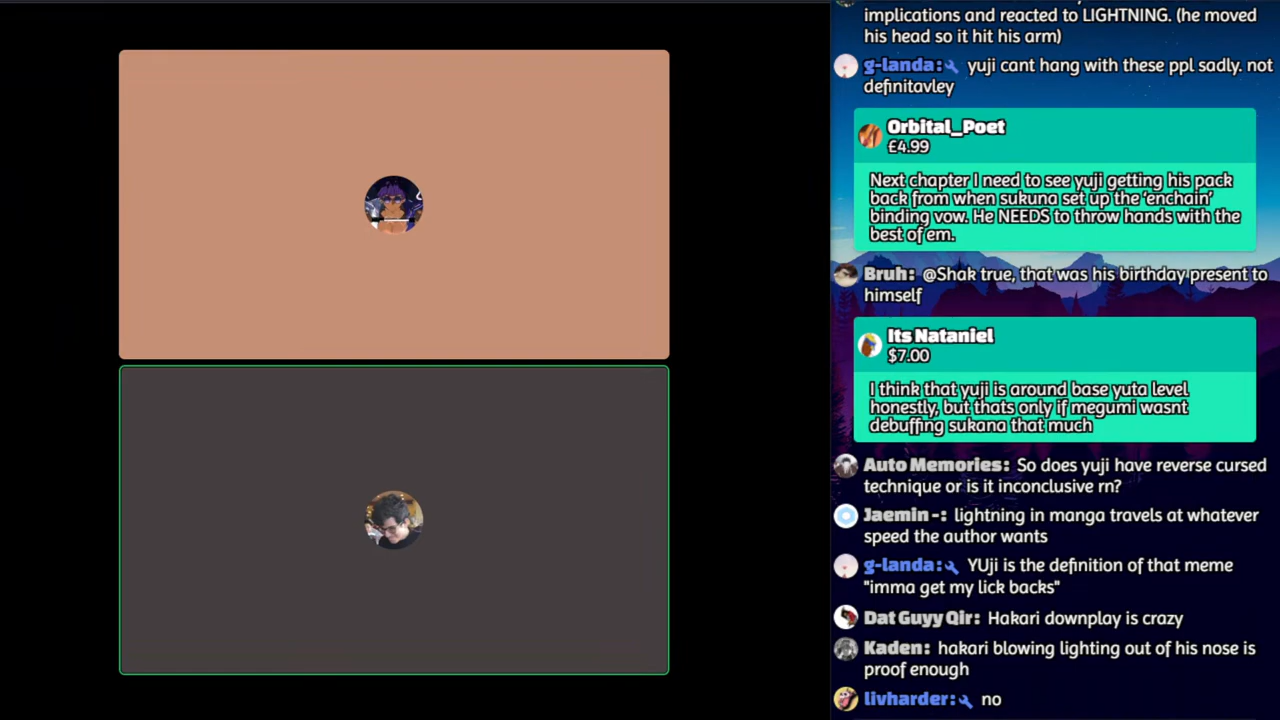 implications and reacted to LIGHTNING. (he moved
his head so it hit his arm)
g-landa: yuji cant hang with these ppl sadly. not
definitavley
Orbital_Poet
£4.99
Next chapter I need to see yuji getting his pack
back from when sukuna set up the 'enchain'
binding vow. He NEEDS to throw hands with the
best of em.
Bruh: @Shak true, that was his birthday present to
himself
Its Nataniel
$7.00
I think that yuji is around base yuta level
honestly, but thats only if megumi wasnt
debuffing sukana that much
Auto Memories: So does yuji have reverse cursed
technique or is it inconclusive rn?
Jaemin -: lightning in manga travels at whatever
speed the author wants
g-landa: YUji is the definition of that meme
"imma get my lick backs"
Dat Guyy Qir: Hakari downplay is crazy
Kaden: hakari blowing lighting out of his nose is
proof enough
livharder: no